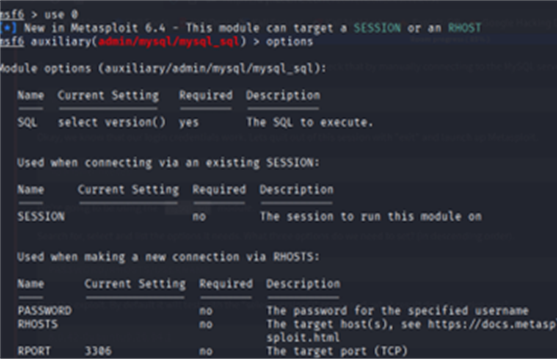 msf6 > use 0
[*] New in Metasploit 6.4 - This module can target a SESSION or an RHOST
msf6 auxiliary(admin/mysql/mysql_sql) > options
Module options (auxiliary/admin/mysql/mysql_sql):
Name Current Setting Required Description
SQL select version() yes The SQL to execute.
Used when connecting via an existing SESSION:
Name Current Setting Required Description
SESSION no The session to run this module on
Used when making a new connection via RHOSTS:
Name Current Setting Required Description
PASSWORD no The password for the specified username
RHOSTS no The target host(s), see https://docs.metasp
sploit.html
RPORT 3306 no The target port (TCP)